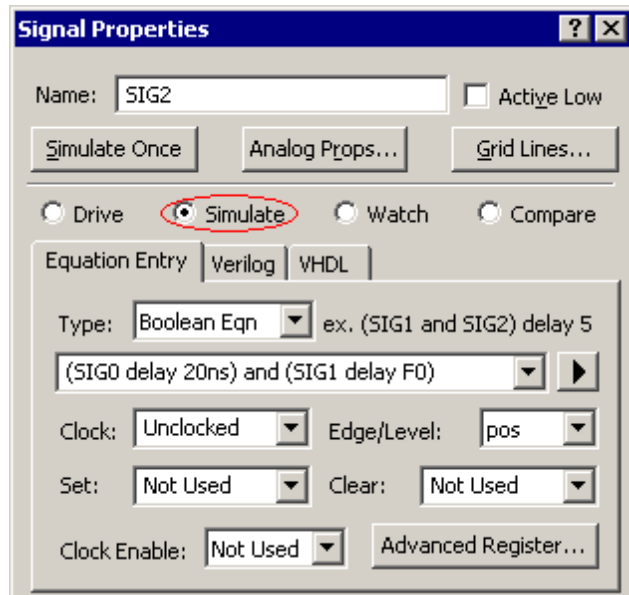 Signal Properties
Name: SIG2 Active Low
Simulate Once Analog Props... Grid Lines...
Drive Simulate Watch Compare
Equation Entry Verilog VHDL
Type: Boolean Eqn ex. (SIG1 and SIG2) delay 5
(SIG0 delay 20ns) and (SIG1 delay F0)
Clock: Unclocked Edge/Level: pos
Set: Not Used Clear: Not Used
Clock Enable: Not Used Advanced Register...